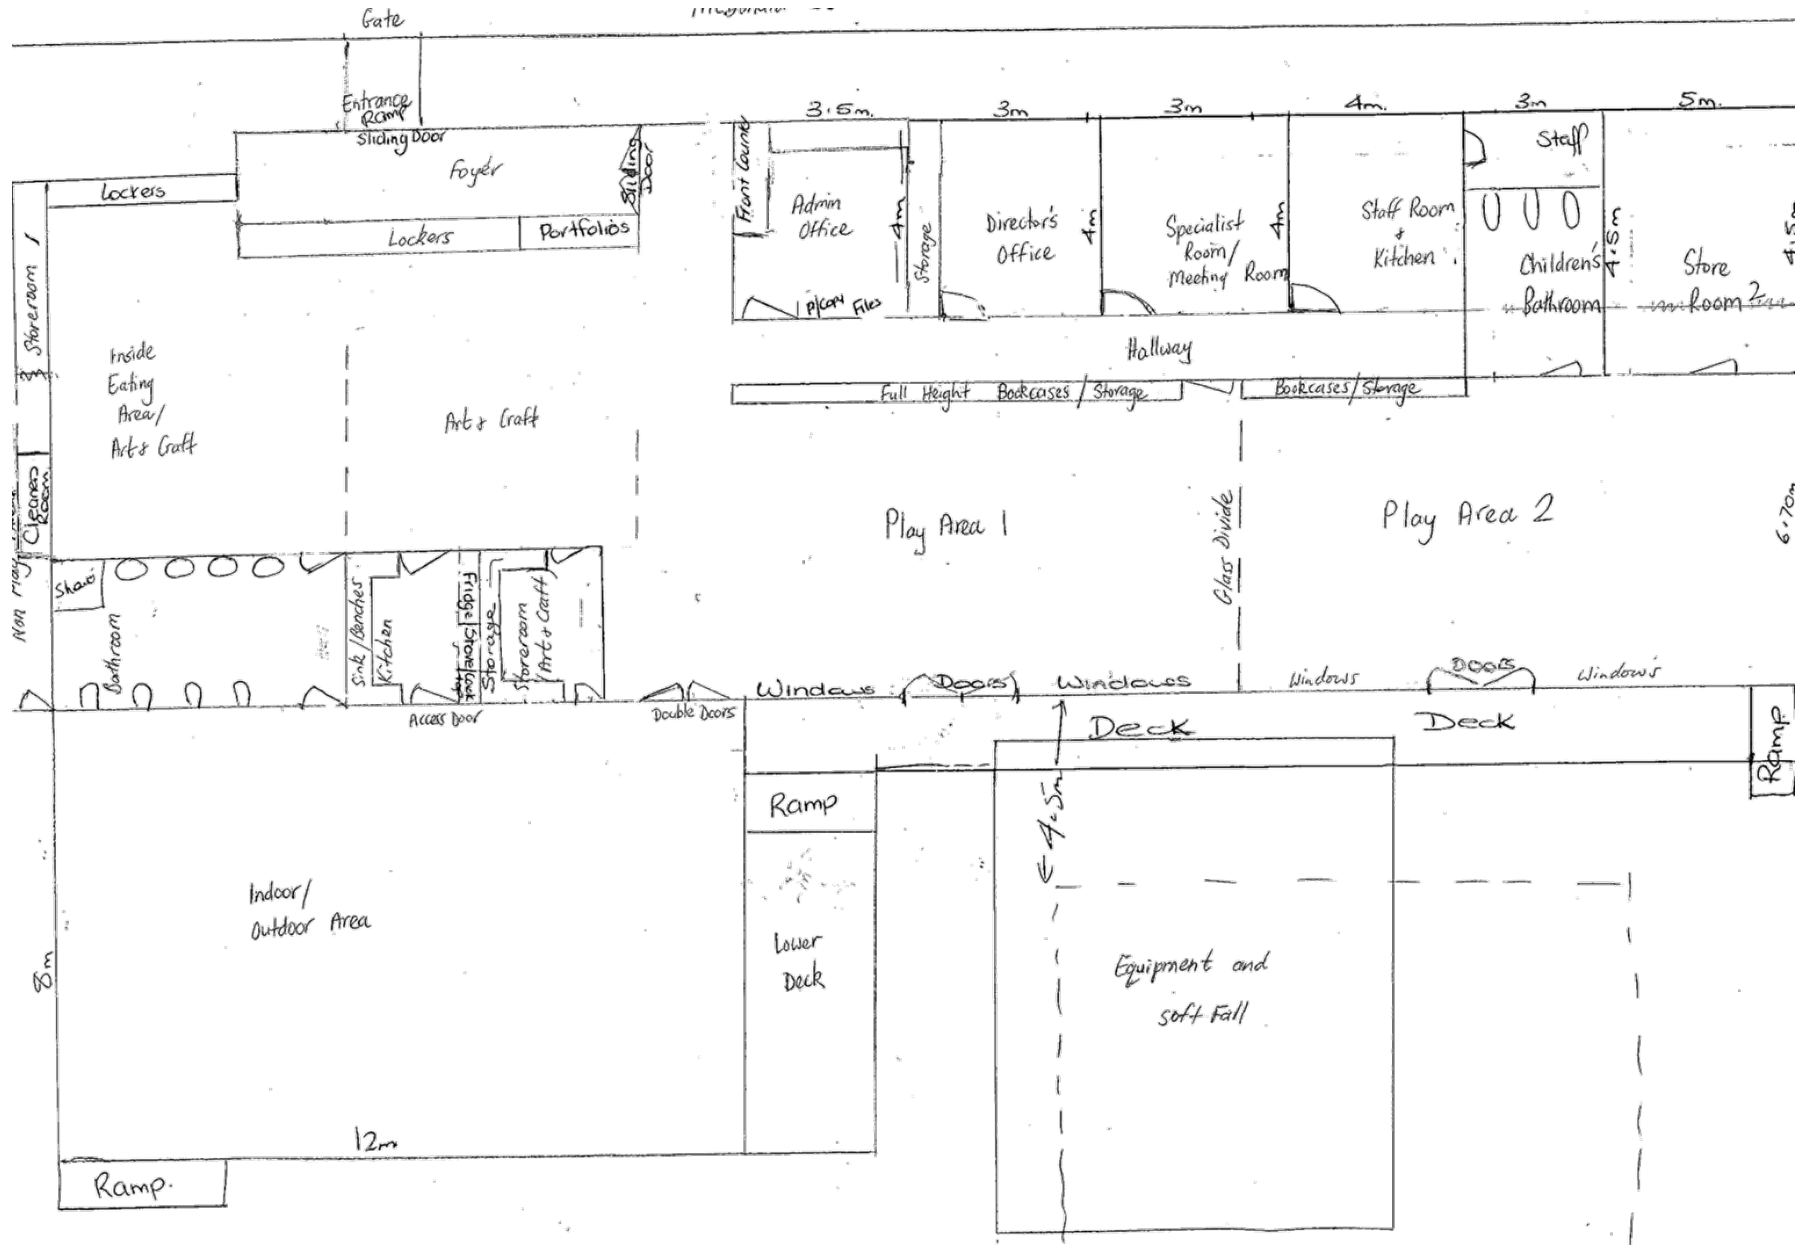 Gate
Entrance
Ramp
Sliding Door
Foyer
Sliding
Door
Lockers
Lockers
Portfolios
3.5m.
3m
3m
4m.
3m
5m.
Front Counter
Admin
Office
4m
Storage
P/Copy Files
Director's
Office
4m
Specialist
Room/
Meeting Room
4m
Staff Room
&
Kitchen
Staff
Children's
Bathroom
4.5m
Store
Room 2
4.5m
Hallway
Full Height Bookcases/Storage
Bookcases/Storage
Storeroom 1
Inside
Eating
Area/
Art & Craft
Art & Craft
Cleaners
Room
Non Play
Play Area 1
Glass Divide
Play Area 2
6.70m
Bathroom
Sink/Benches
Kitchen
Fridge Stove/Cook
top
Storage
Storeroom
Art & Craft
Access Door
Double Doors
Windows
Doors
Windows
Windows
Doors
Windows
Deck
Deck
Ramp
Ramp
4.5m
Indoor/
Outdoor Area
Lower
Deck
Equipment and
soft Fall
8m
12m
Ramp.